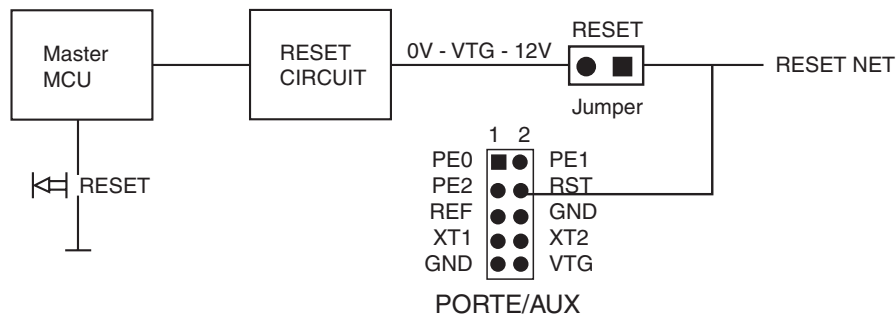 Master
MCU
RESET
CIRCUIT
0V - VTG - 12V
RESET
Jumper
RESET NET
RESET
1 2
PE0 PE1
PE2 RST
REF GND
XT1 XT2
GND VTG
PORTE/AUX